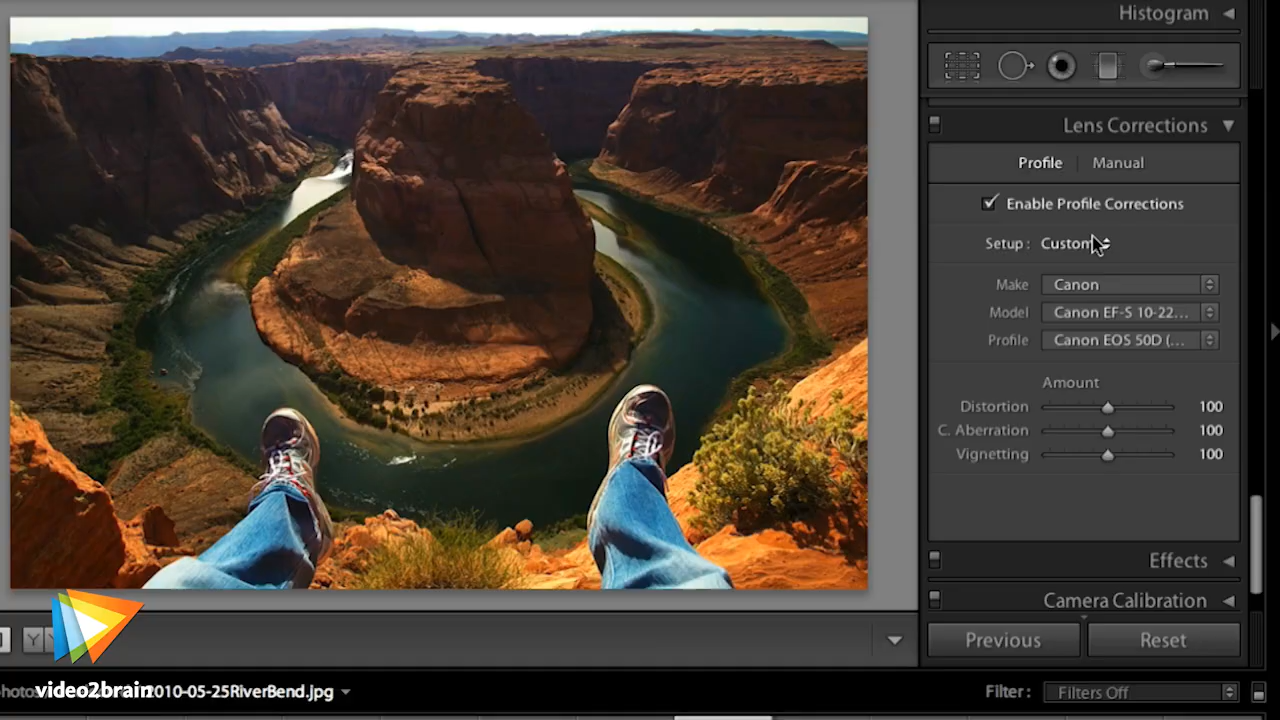 Histogram
Lens Corrections
Profile | Manual
Enable Profile Corrections
Setup : Custom
Make Canon
Model Canon EF-S 10-22...
Profile Canon EOS 50D (...
Amount
Distortion 100
C. Aberration 100
Vignetting 100
Effects
Camera Calibration
Previous Reset
Y Y
video2brain
2010-05-25RiverBend.jpg
Filter : Filters Off